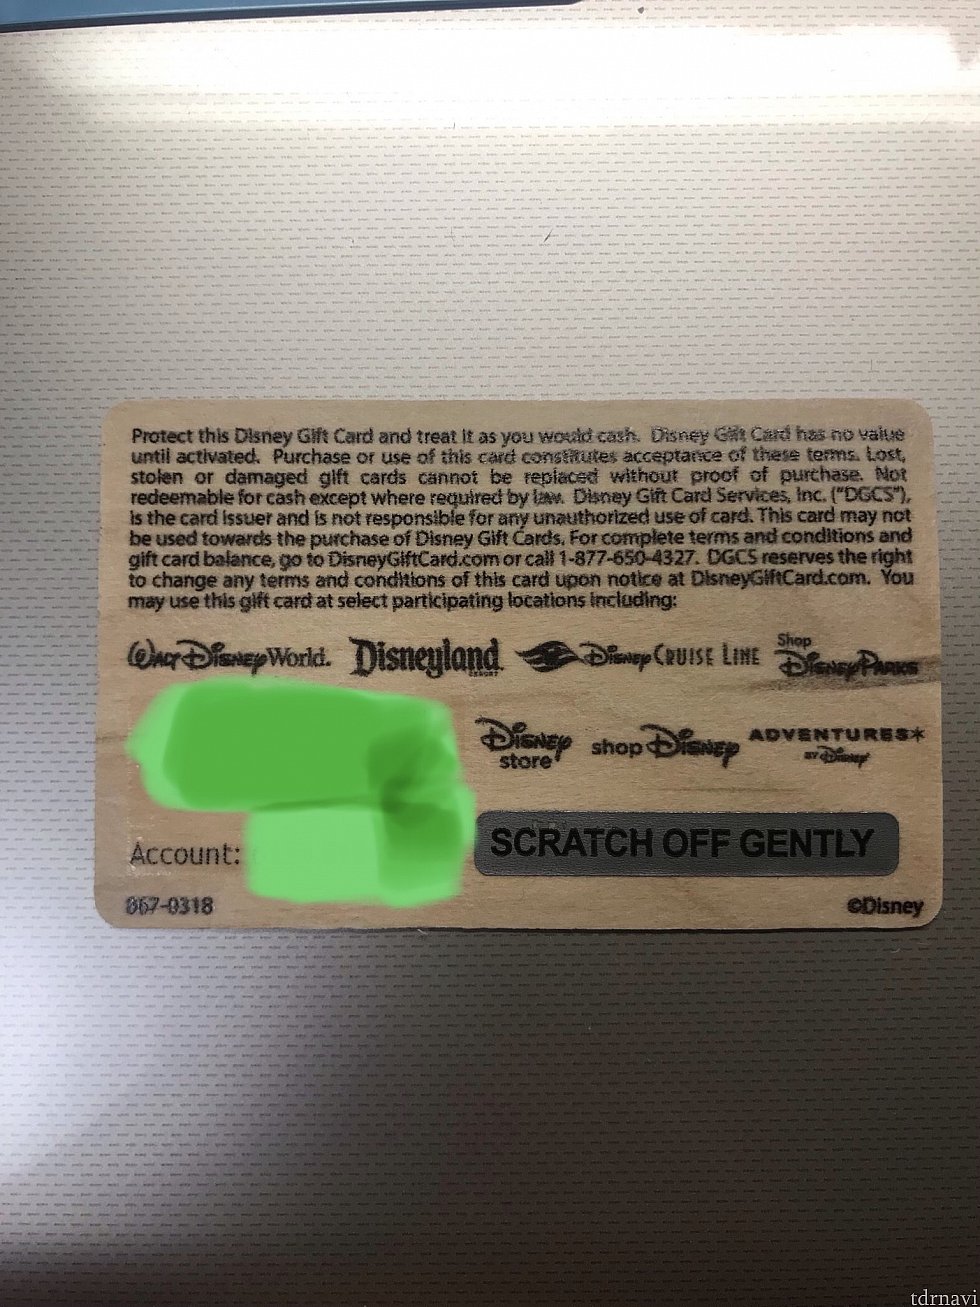 Protect this Disney Gift Card and treat it as you would cash. Disney Gift Card has no value
until activated. Purchase or use of this card constitutes acceptance of these terms. Lost,
stolen or damaged gift cards cannot be replaced without proof of purchase. Not
redeemable for cash except where required by law. Disney Gift Card Services, Inc. ("DGCS"),
is the card issuer and is not responsible for any unauthorized use of card. This card may not
be used towards the purchase of Disney Gift Cards. For complete terms and conditions and
gift card balance, go to DisneyGiftCard.com or call 1-877-650-4327. DGCS reserves the right
to change any terms and conditions of this card upon notice at DisneyGiftCard.com. You
may use this gift card at select participating locations including:
Walt Disney World. Disneyland RESORT Disney CRUISE LINE Shop Disney Parks
Disney store shop Disney ADVENTURES* BY Disney
Account:
SCRATCH OFF GENTLY
067-0318
©Disney
tdrnavi